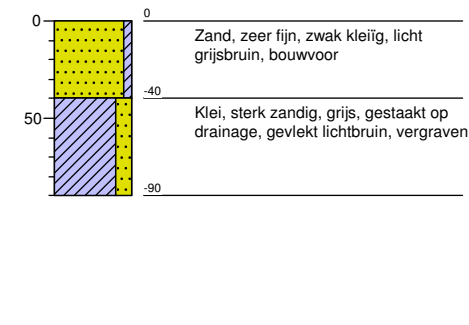 0
0
Zand, zeer fijn, zwak kleiïg, licht
grijsbruin, bouwvoor
-40
Klei, sterk zandig, grijs, gestaakt op
drainage, gevlekt lichtbruin, vergraven
50
-90